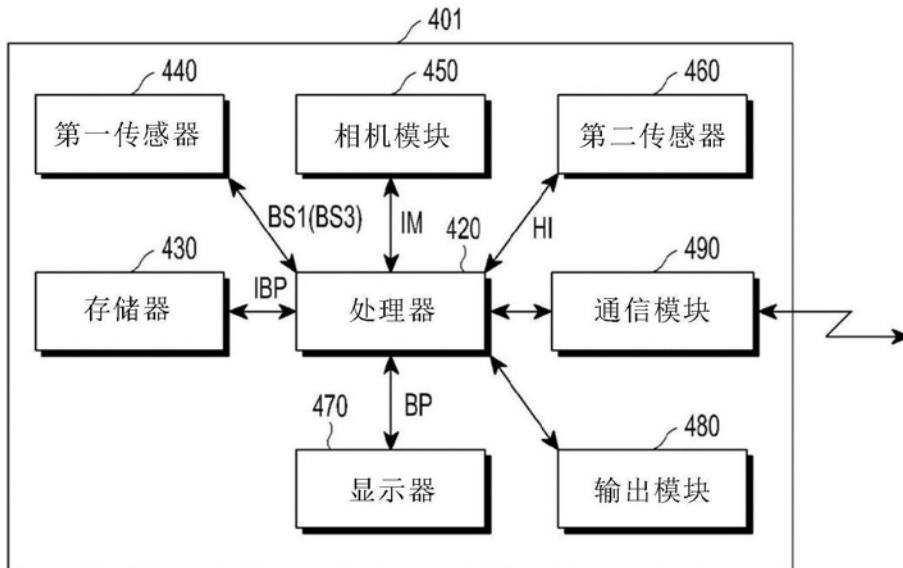 401
440
450
460
第一传感器
相机模块
第二传感器
BS1(BS3)
IM
HI
430
420
490
存储器
IBP
处理器
通信模块
470
BP
480
显示器
输出模块